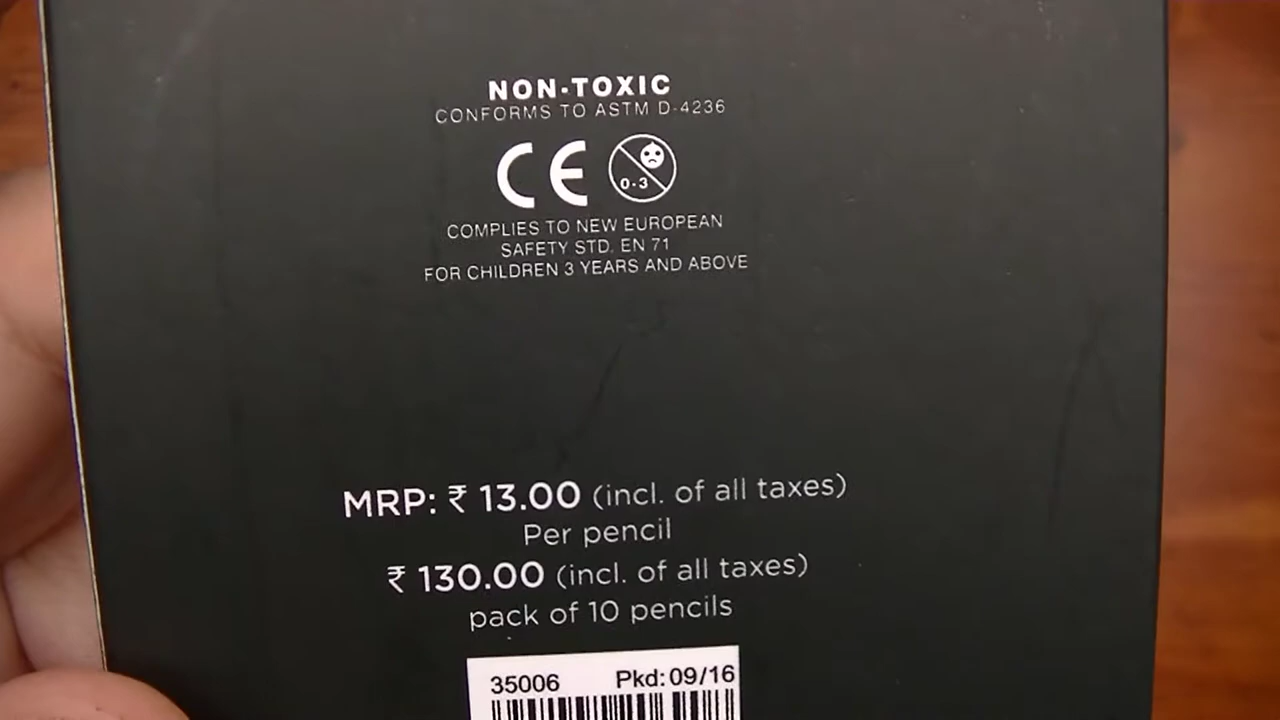 NON-TOXIC
CONFORMS TO ASTM D-4236
CE
0-3
COMPLIES TO NEW EUROPEAN
SAFETY STD. EN 71
FOR CHILDREN 3 YEARS AND ABOVE
MRP: ₹ 13.00 (incl. of all taxes)
Per pencil
₹ 130.00 (incl. of all taxes)
pack of 10 pencils
35006 Pkd: 09/16